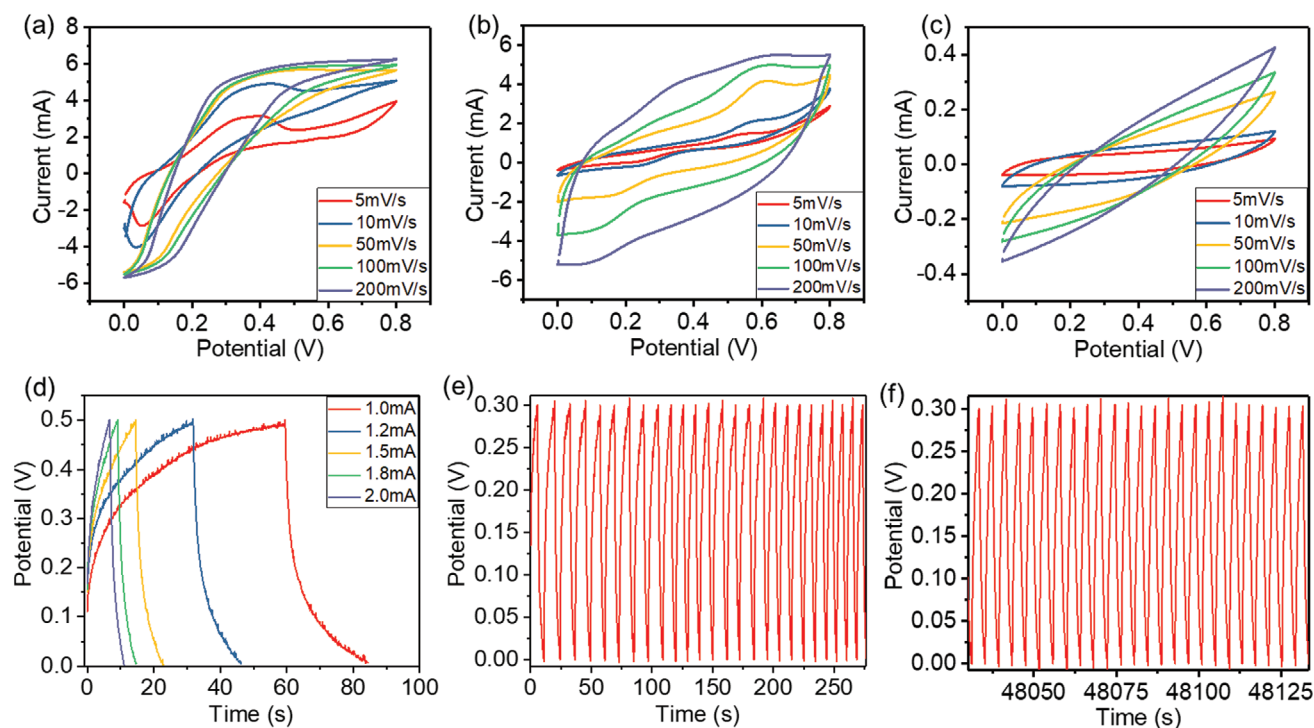 (a)
8
6
4
2
0
-2
-4
-6
Current (mA)
0.0 0.2 0.4 0.6 0.8
Potential (V)
5mV/s
10mV/s
50mV/s
100mV/s
200mV/s
(b)
6
4
2
0
-2
-4
-6
Current (mA)
0.0 0.2 0.4 0.6 0.8
Potential (V)
5mV/s
10mV/s
50mV/s
100mV/s
200mV/s
(c)
0.4
0.2
0.0
-0.2
-0.4
Current (mA)
0.0 0.2 0.4 0.6 0.8
Potential (V)
5mV/s
10mV/s
50mV/s
100mV/s
200mV/s
(d)
0.5
0.4
0.3
0.2
0.1
0.0
Potential (V)
0 20 40 60 80 100
Time (s)
1.0mA
1.2mA
1.5mA
1.8mA
2.0mA
(e)
0.30
0.25
0.20
0.15
0.10
0.05
0.00
Potential (V)
0 50 100 150 200 250
Time (s)
(f)
0.30
0.25
0.20
0.15
0.10
0.05
0.00
Potential (V)
48050 48075 48100 48125
Time (s)